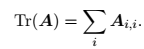 Tr(A) = ∑_i A_{i,i}.